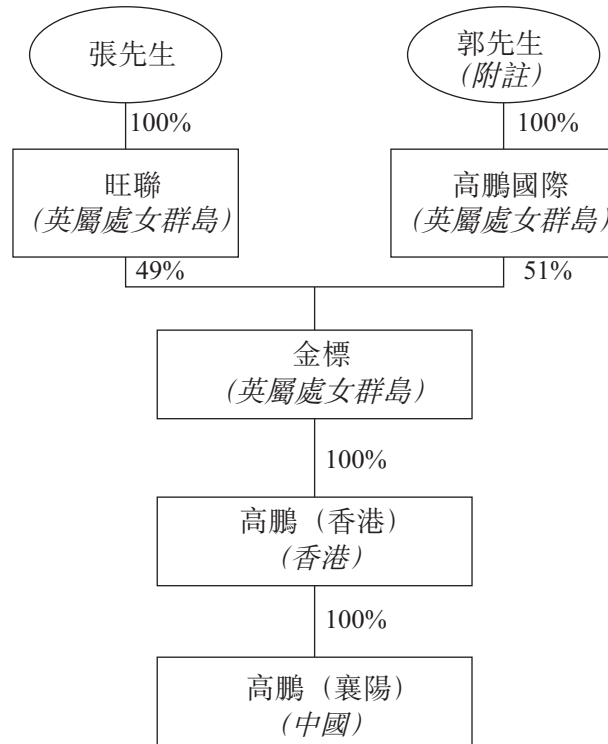 張先生
郭先生
(附註)
100%
100%
旺聯
(英屬處女群島)
高鵬國際
(英屬處女群島)
49%
51%
金標
(英屬處女群島)
100%
高鵬（香港）
(香港)
100%
高鵬（襄陽）
(中國)